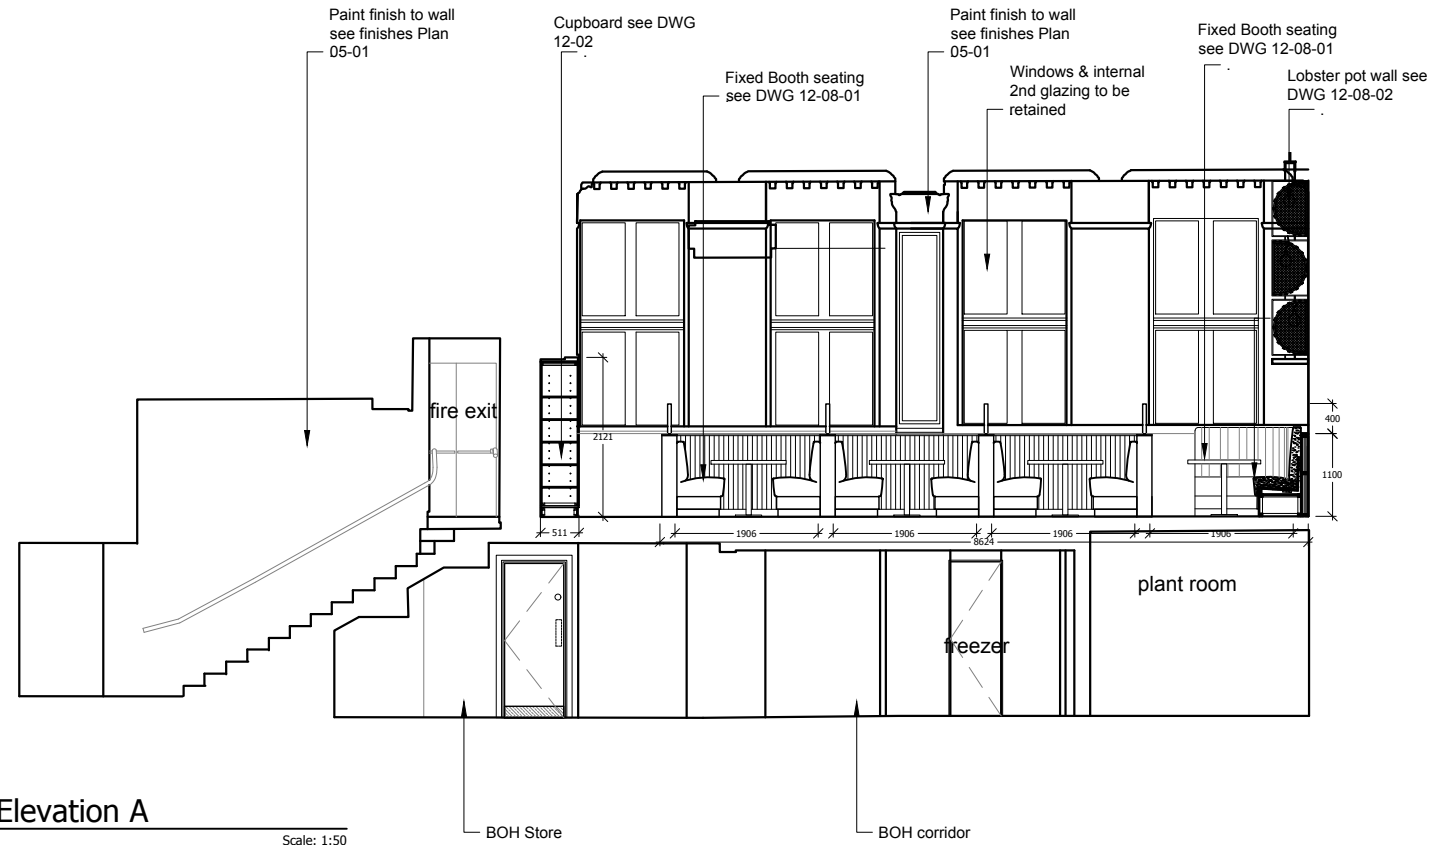 Paint finish to wall
see finishes Plan
05-01
Cupboard see DWG
12-02
.
Fixed Booth seating
see DWG 12-08-01
Paint finish to wall
see finishes Plan
05-01
Windows & internal
2nd glazing to be
retained
Fixed Booth seating
see DWG 12-08-01
.
Lobster pot wall see
DWG 12-08-02
.
fire exit
2121
400
1100
511
1906
1906
1906
1906
8624
plant room
freezer
Elevation A
Scale: 1:50
BOH Store
BOH corridor